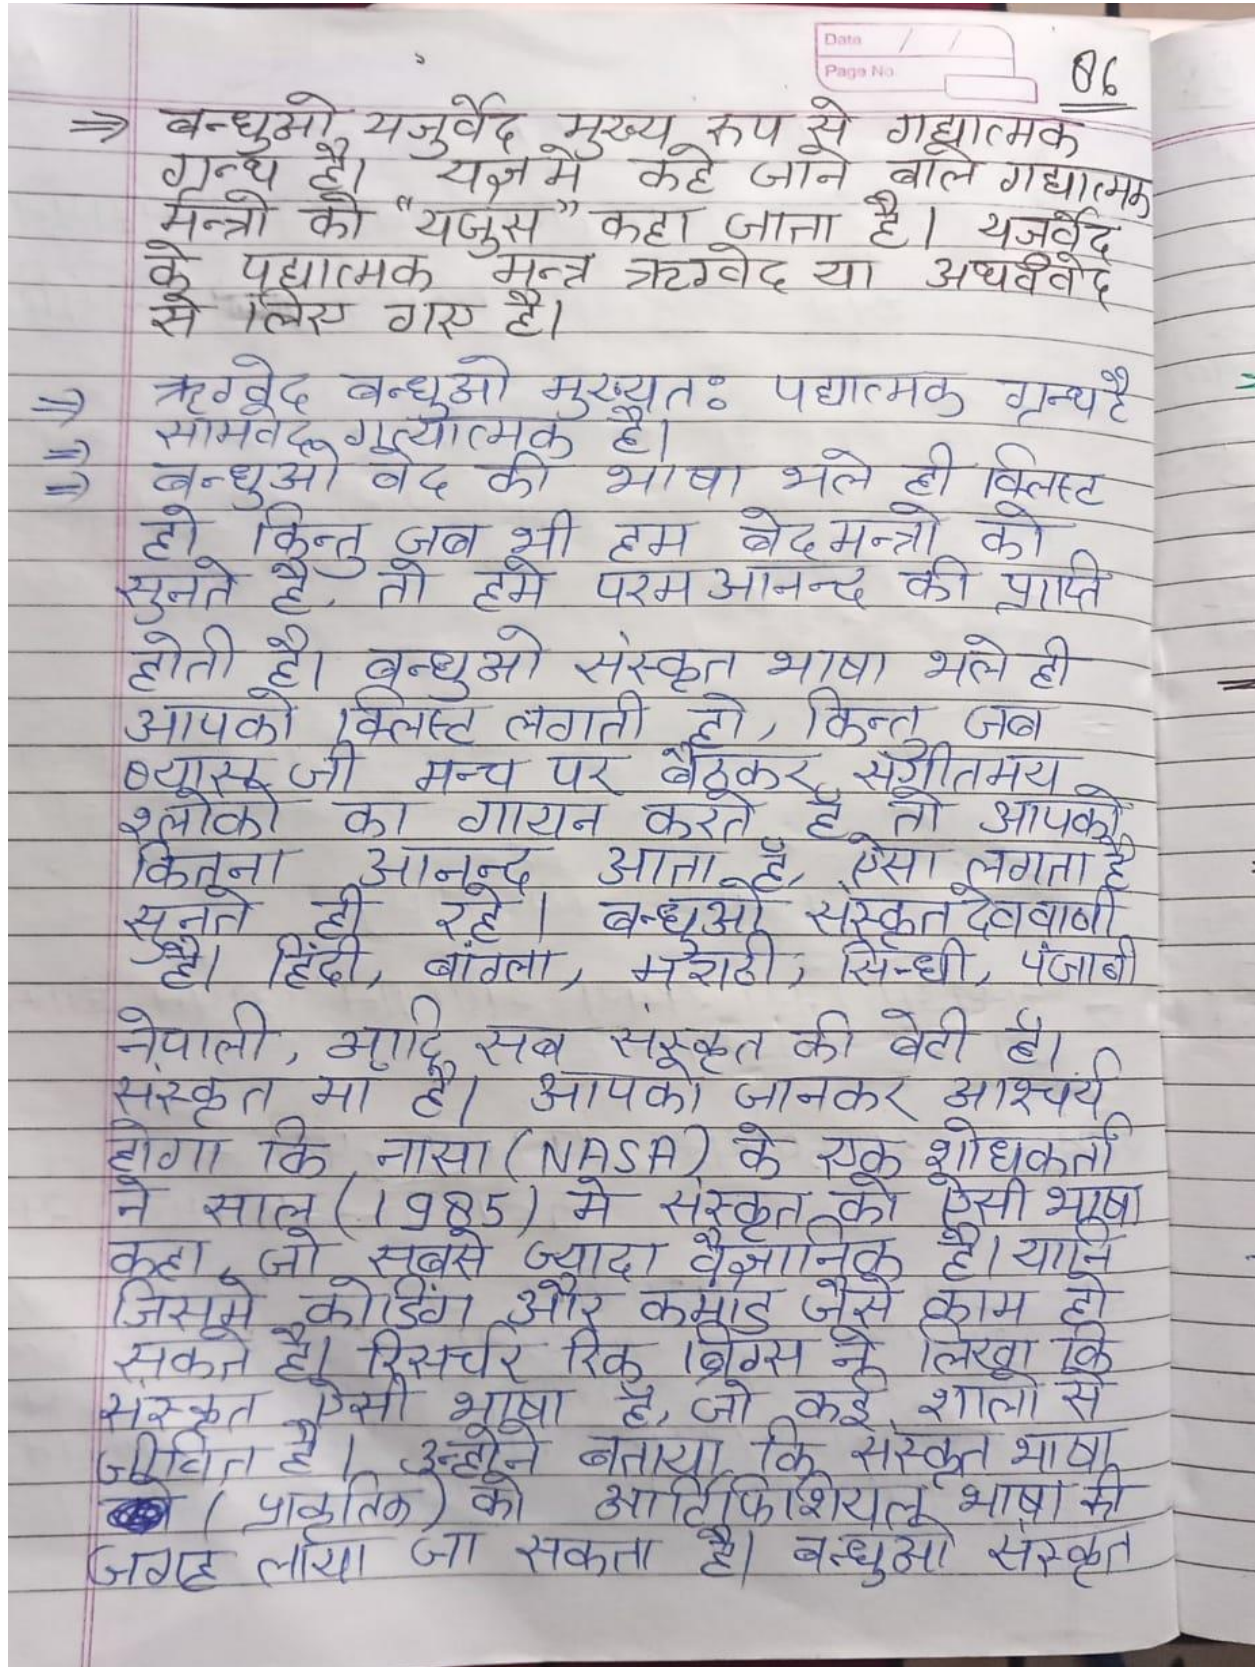 Date / /
Page No.
06
⇒ बन्धुओ यजुर्वेद मुख्य रूप से गद्यात्मक
ग्रन्थ है। यज्ञ मे कहे जाने बाले गद्यात्मक
मन्त्रो को "यजुस" कहा जाता है। यजर्वेद
के पद्यात्मक मन्त्र ऋग्वेद या अथर्ववेद
से लिए गए है।
⇒ ऋग्वेद बन्धुओ मुख्यतः पद्यात्मक ग्रन्थ है
⇒ सामवेद गत्यात्मक है।
⇒ बन्धुओ वेद की भाषा भले ही क्लिस्ट
हो किन्तु जब भी हम बेदमन्त्रो को
सुनते है, तो हमे परम आनन्द की प्राप्ति
होती है। बन्धुओ संस्कृत भाषा भले ही
आपको क्लिस्ट लगती हो, किन्तु जब
ब्यास जी मन्च पर बैठकर संगीतमय
श्लोको का गायन करते है तो आपको
कितना आनन्द आता है, ऐसा लगता है
सुनते ही रहे। बन्धुओ संस्कृत देववाणी
है। हिंदी, बांग्ला, मराठी, सिन्धी, पंजाबी
नेपाली, आदि सब संस्कृत की बेटी है।
संस्कृत मा है। आपको जानकर आश्चर्य
होगा कि नासा (NASA) के एक शोधकर्ता
ने साल (1985) मे संस्कृत को ऐसी भाषा
कहा, जो सबसे ज्यादा वैज्ञानिक है। यानि
जिसमे कोडिंग और कमांड जैसे काम हो
सकते है। रिसर्चर रिक ब्रिग्स ने लिखा कि
संस्कृत ऐसी भाषा है, जो कई शालो से
जीवित है। उन्होने बताया कि संस्कृत भाषा
(प्राकृतिक) को आर्टिफिशियल भाषा की
जगह लाया जा सकता है। बन्धुओ संस्कृत